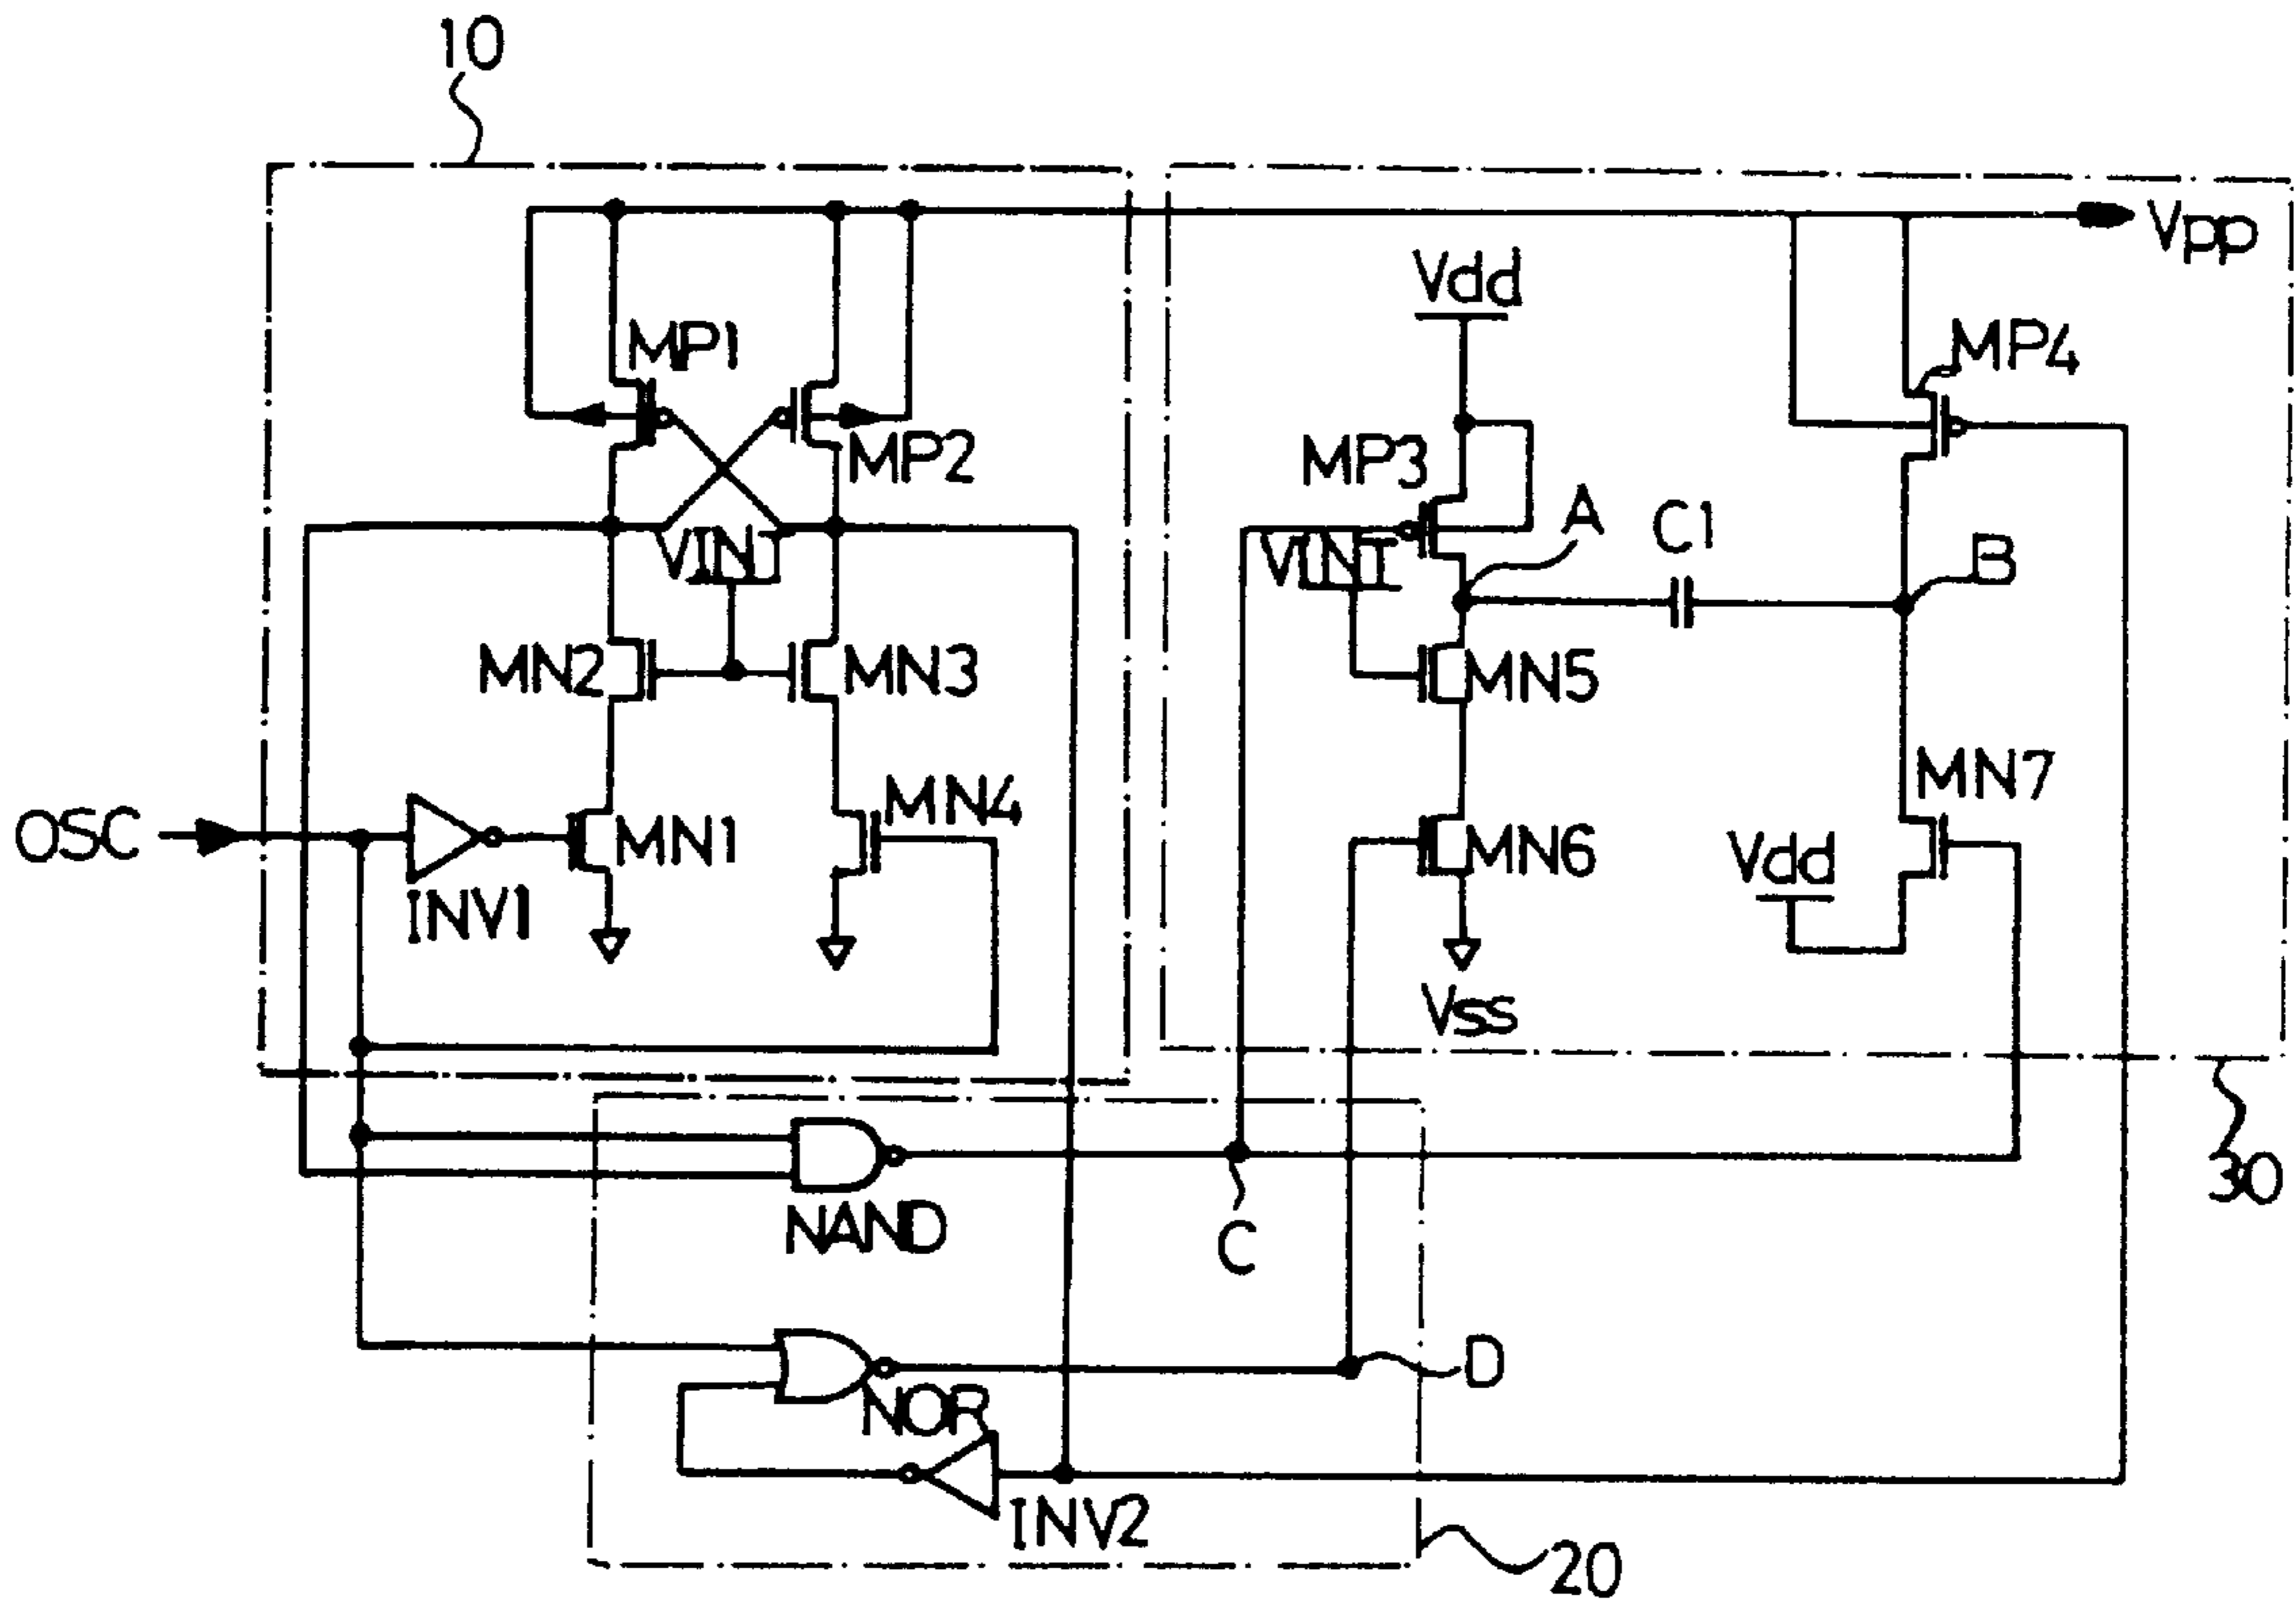 10
Vpp
Vdd
MP1
MP4
MP2
MP3
A
C1
VINT
VINT
B
MN2
MN3
MN5
MN7
MN4
OSC
MN1
MN6
Vdd
INV1
Vss
30
NAND
C
D
NOR
INV2
20